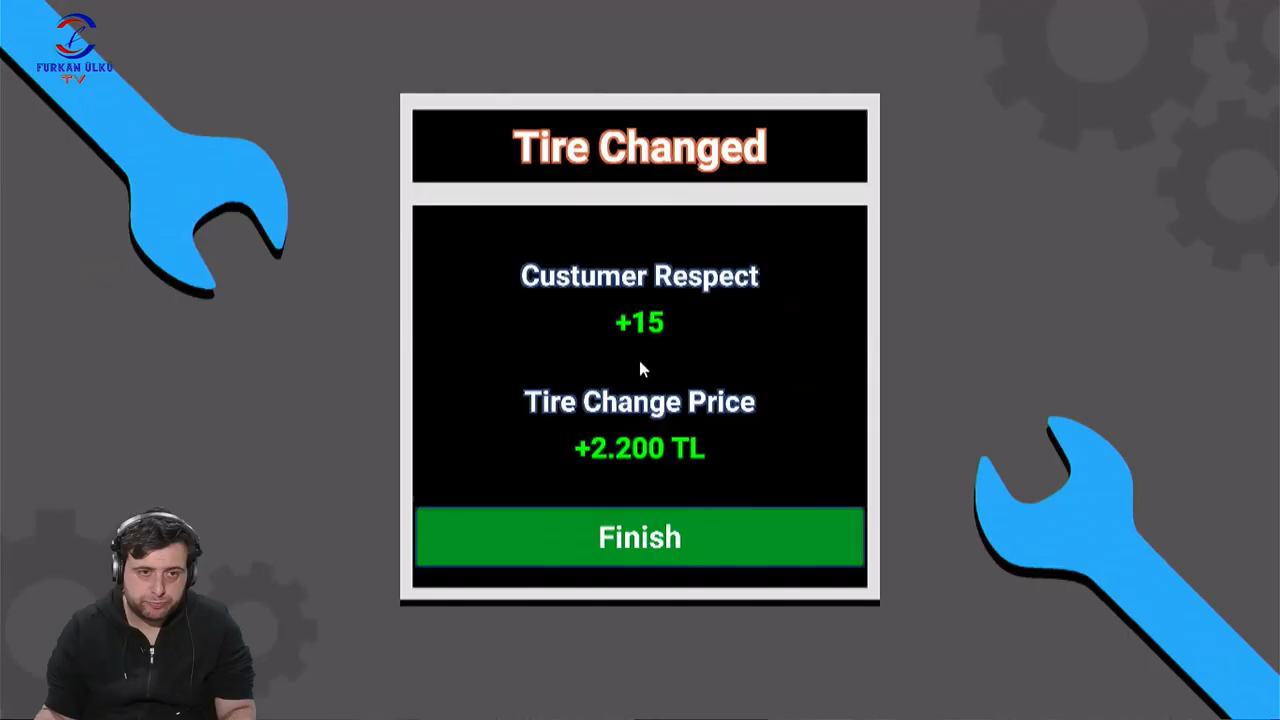 FURKAN ÜLKÜ
TV
Tire Changed
Custumer Respect
+15
Tire Change Price
+2.200 TL
Finish